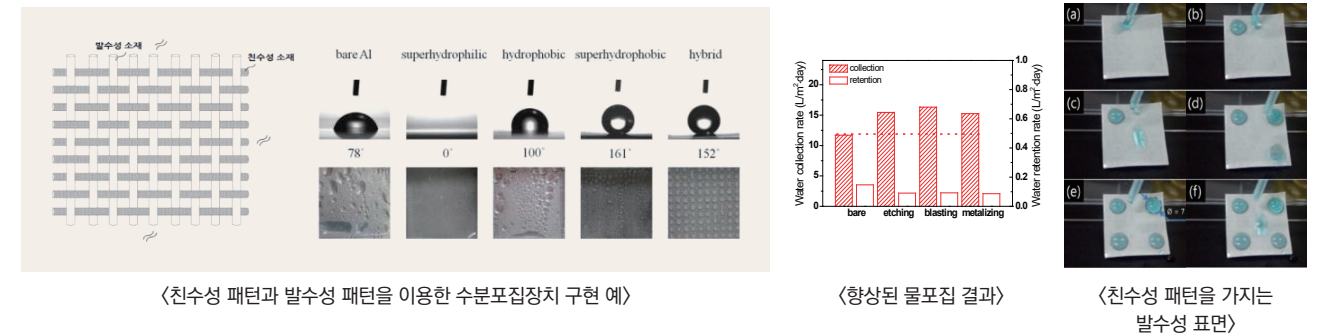 발수성 소재
친수성 소재
bare Al
superhydrophilic
hydrophobic
superhydrophobic
hybrid
78°
0°
100°
161°
152°
〈친수성 패턴과 발수성 패턴을 이용한 수분포집장치 구현 예〉
collection
retention
Water collection rate (L/m²day)
20
15
10
5
0
1.0
0.8
0.6
0.4
0.2
0.0
Water retention rate (L/m²day)
bare
etching
blasting
metalizing
〈향상된 물포집 결과〉
(a)
(b)
(c)
(d)
(e)
(f)
Ø = 7
〈친수성 패턴을 가지는
발수성 표면〉